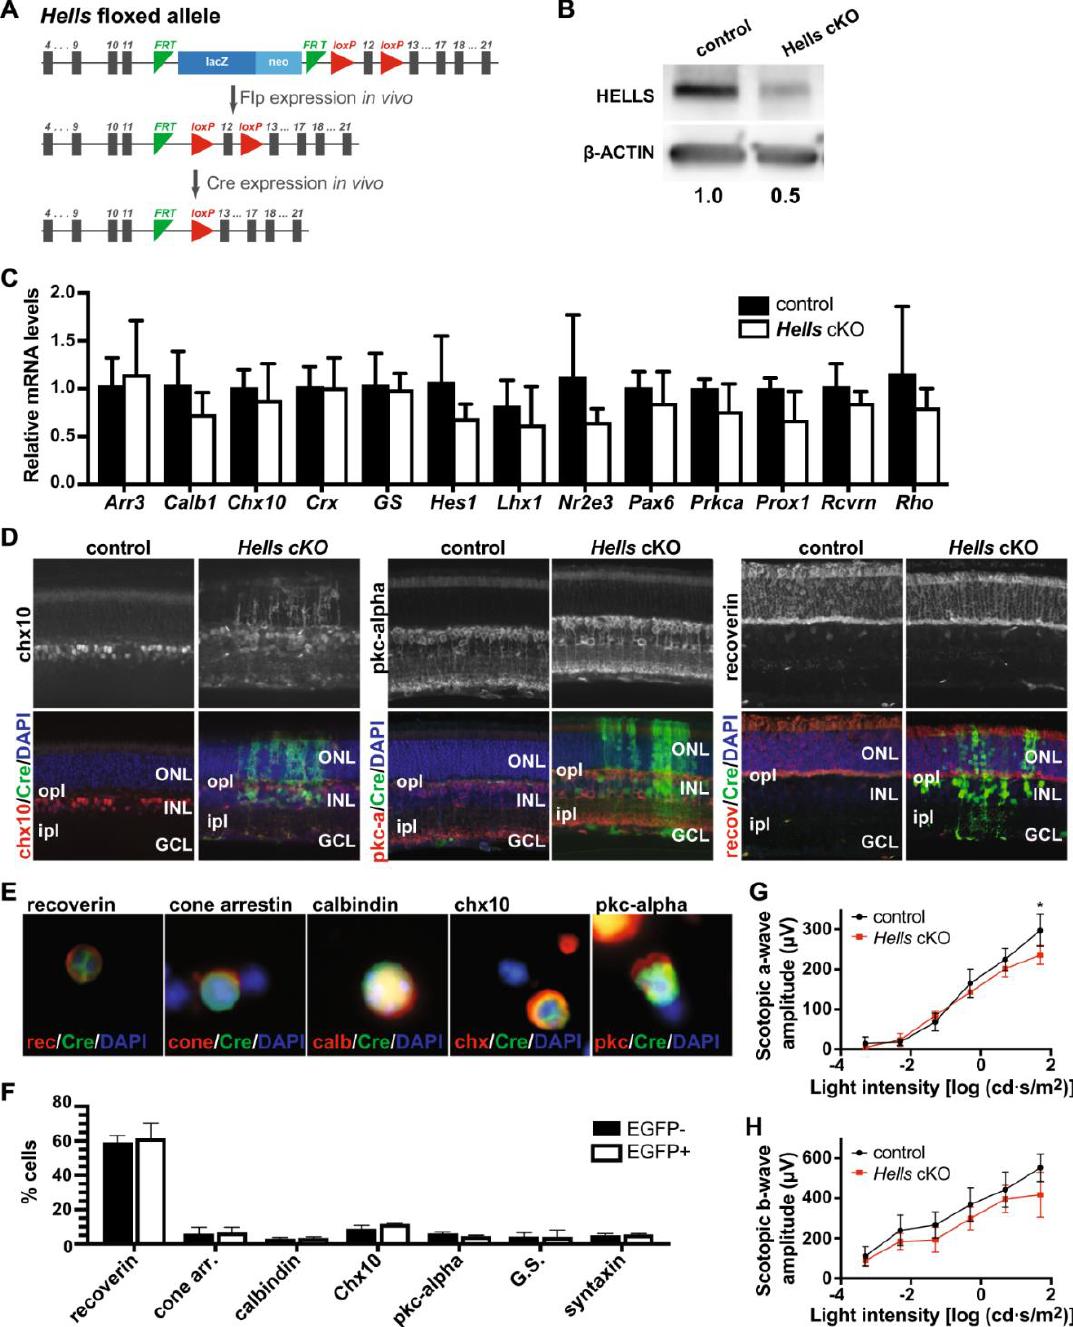 A
Hells floxed allele
4 . . . 9 10 11 FRT lacZ neo FRT loxP 12 loxP 13 ... 17 18 ... 21
Flp expression in vivo
4 . . . 9 10 11 FRT loxP 12 loxP 13 ... 17 18 ... 21
Cre expression in vivo
4 . . . 9 10 11 FRT loxP 13 ... 17 18 ... 21
B
control Hells cKO
HELLS
β-ACTIN
1.0 0.5
C
Relative mRNA levels
2.0
1.5
1.0
0.5
0.0
control
Hells cKO
Arr3 Calb1 Chx10 Crx GS Hes1 Lhx1 Nr2e3 Pax6 Prkca Prox1 Rcvrn Rho
D
control Hells cKO control Hells cKO control Hells cKO
chx10
pkc-alpha
recoverin
chx10/Cre/DAPI
opl ONL
INL
ipl
GCL
opl ONL
INL
ipl
GCL
pkc-a/Cre/DAPI
opl ONL
INL
ipl
GCL
opl ONL
INL
ipl
GCL
recov/Cre/DAPI
opl ONL
INL
ipl
GCL
opl ONL
INL
ipl
GCL
E
recoverin cone arrestin calbindin chx10 pkc-alpha
rec/Cre/DAPI cone/Cre/DAPI calb/Cre/DAPI chx/Cre/DAPI pkc/Cre/DAPI
F
% cells
80
60
40
20
0
EGFP-
EGFP+
recoverin cone arr. calbindin Chx10 pkc-alpha G.S. syntaxin
G
Scotopic a-wave
amplitude (µV)
300
200
100
0
control
Hells cKO
*
-4 -2 0 2
Light intensity [log (cd·s/m2)]
H
Scotopic b-wave
amplitude (µV)
600
400
200
0
control
Hells cKO
-4 -2 0 2
Light intensity [log (cd·s/m2)]